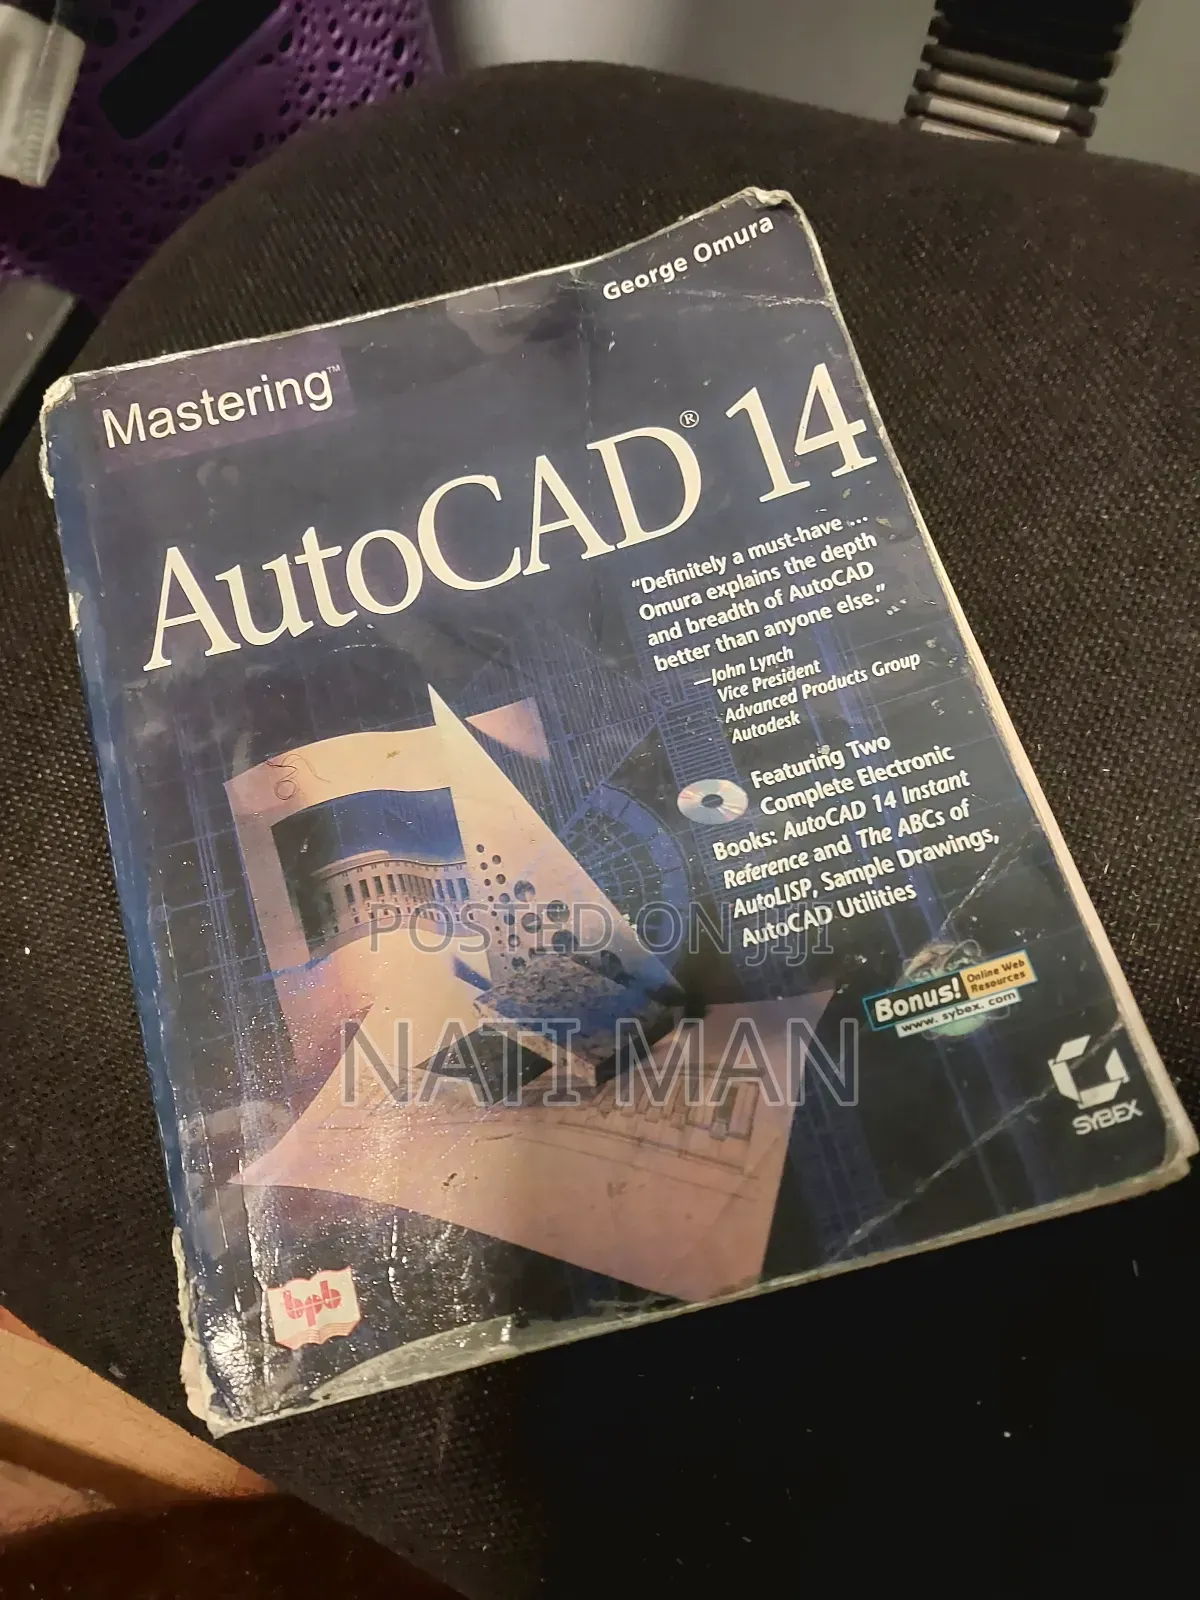 George Omura
Mastering™
AutoCAD® 14
“Definitely a must-have ...
Omura explains the depth
and breadth of AutoCAD
better than anyone else.”
—John Lynch
Vice President
Advanced Products Group
Autodesk
Featuring Two
Complete Electronic
Books: AutoCAD 14 Instant
Reference and The ABCs of
AutoLISP, Sample Drawings,
AutoCAD Utilities
POSTED ON JIJI
NATI MAN
Bonus! Online Web
Resources
www.sybex.com
SYBEX
bpb